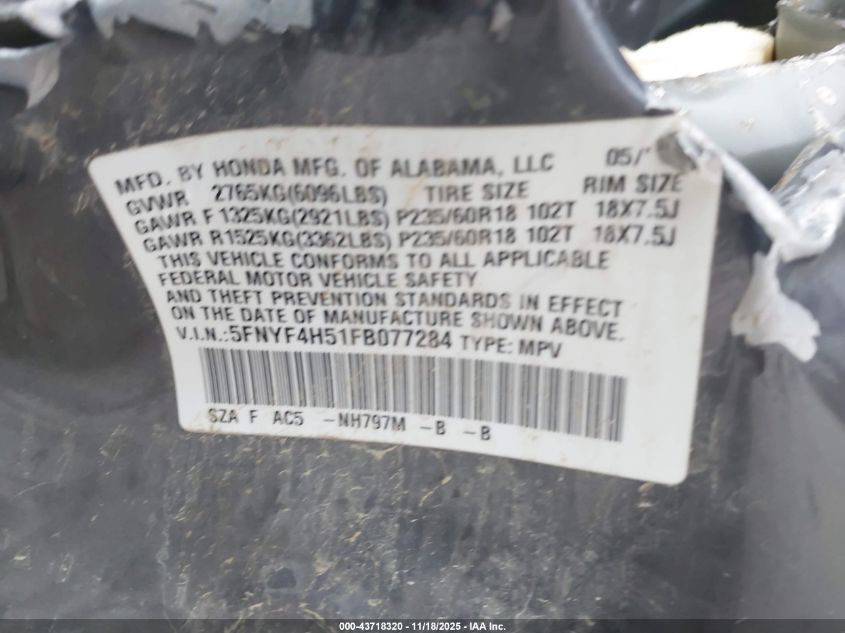 MFD. BY HONDA MFG. OF ALABAMA, LLC 05/
GVWR 2765KG(6096LBS) TIRE SIZE RIM SIZE
GAWR F 1325KG(2921LBS) P235/60R18 102T 18X7.5J
GAWR R1525KG(3362LBS) P235/60R18 102T 18X7.5J
THIS VEHICLE CONFORMS TO ALL APPLICABLE
FEDERAL MOTOR VEHICLE SAFETY
AND THEFT PREVENTION STANDARDS IN EFFECT
ON THE DATE OF MANUFACTURE SHOWN ABOVE.
V.I.N.:5FNYF4H51FB077284 TYPE: MPV
SZA F AC5 -NH797M -B -B
000-43718320 - 11/18/2025 - IAA Inc.